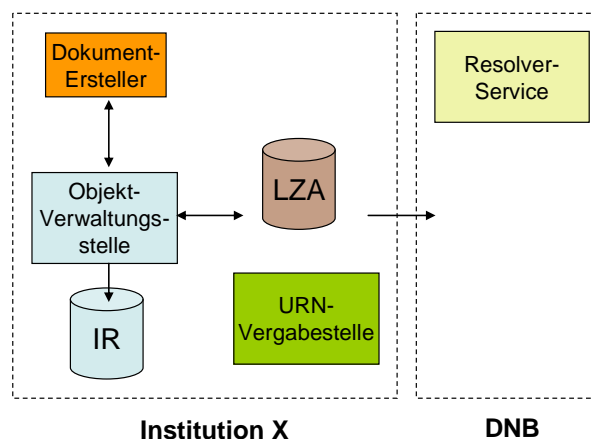 Dokument-
Ersteller
Resolver-
Service
LZA
Objekt-
Verwaltungs-
stelle
URN-
Vergabestelle
IR
Institution X
DNB